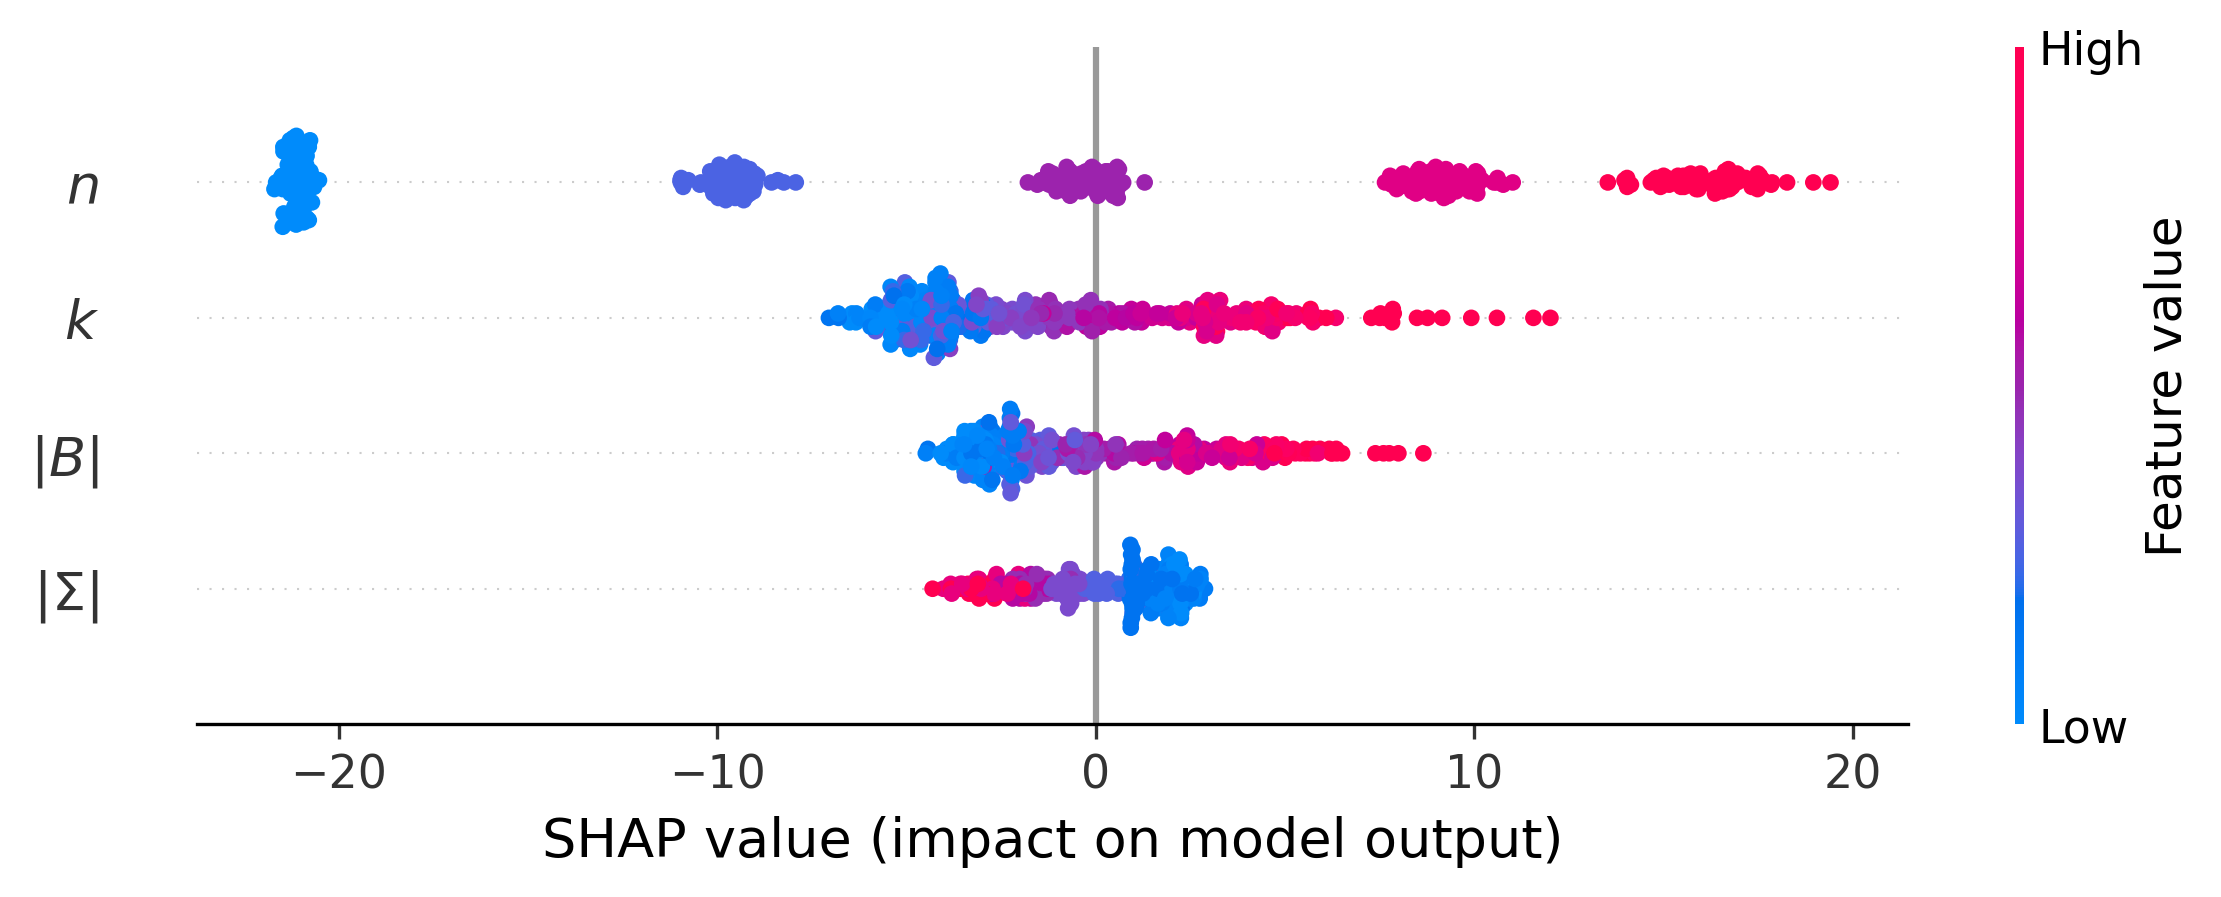 High
n
k
|B|
|Σ|
Feature value
Low
−20 −10 0 10 20
SHAP value (impact on model output)